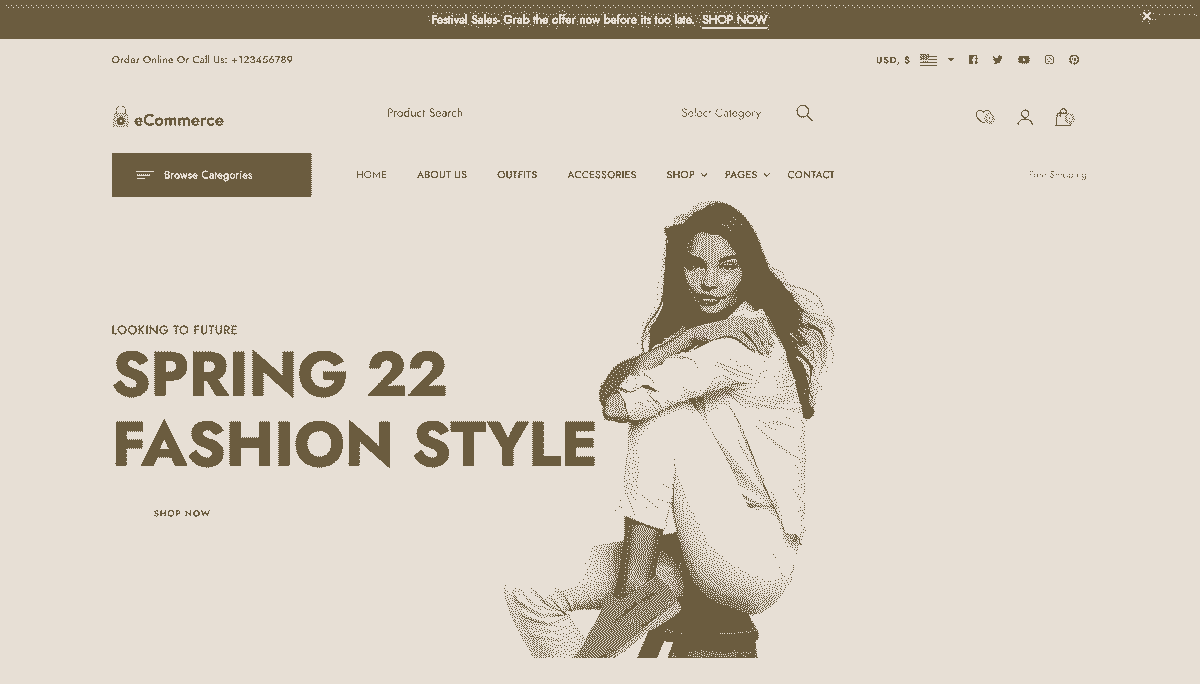 Festival Sales- Grab the offer now before its too late. SHOP NOW
Order Online Or Call Us: +123456789
USD, $
eCommerce
Product Search
Select Category
Browse Categories
HOME
ABOUT US
OUTFITS
ACCESSORIES
SHOP
PAGES
CONTACT
Free Shipping
LOOKING TO FUTURE
SPRING 22
FASHION STYLE
SHOP NOW